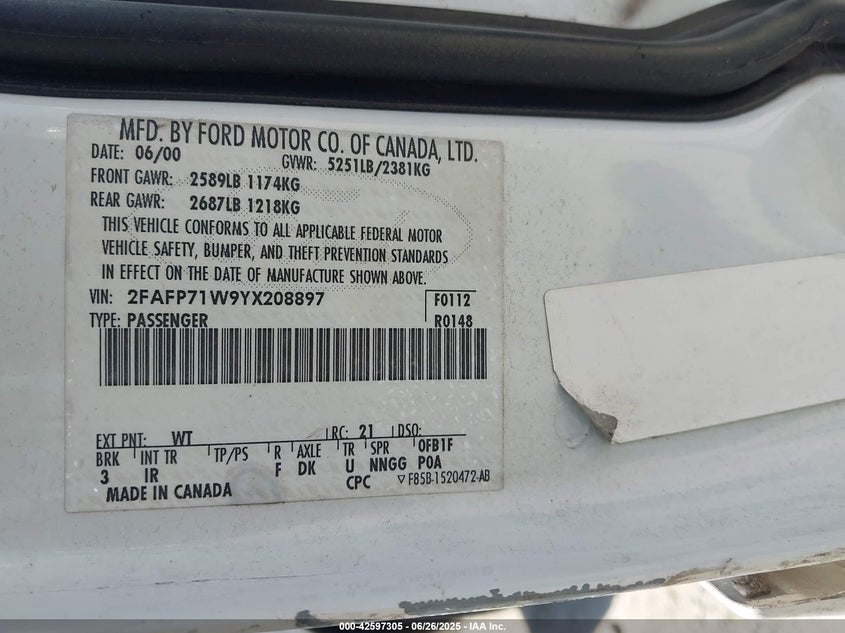 MFD. BY FORD MOTOR CO. OF CANADA, LTD.
DATE: 06/00 GVWR: 5251LB/2381KG
FRONT GAWR: 2589LB 1174KG
REAR GAWR: 2687LB 1218KG
THIS VEHICLE CONFORMS TO ALL APPLICABLE FEDERAL MOTOR
VEHICLE SAFETY, BUMPER, AND THEFT PREVENTION STANDARDS
IN EFFECT ON THE DATE OF MANUFACTURE SHOWN ABOVE.
VIN: 2FAFP71W9YX208897 F0112
TYPE: PASSENGER R0148
EXT PNT: WT RC: 21 DSO:
BRK INT TR TP/PS R AXLE TR SPR 0FB1F
3 IR F DK U NNGG P0A
MADE IN CANADA CPC ▽ F85B-1520472-AB
000-42597305 - 06/26/2025 - IAA Inc.